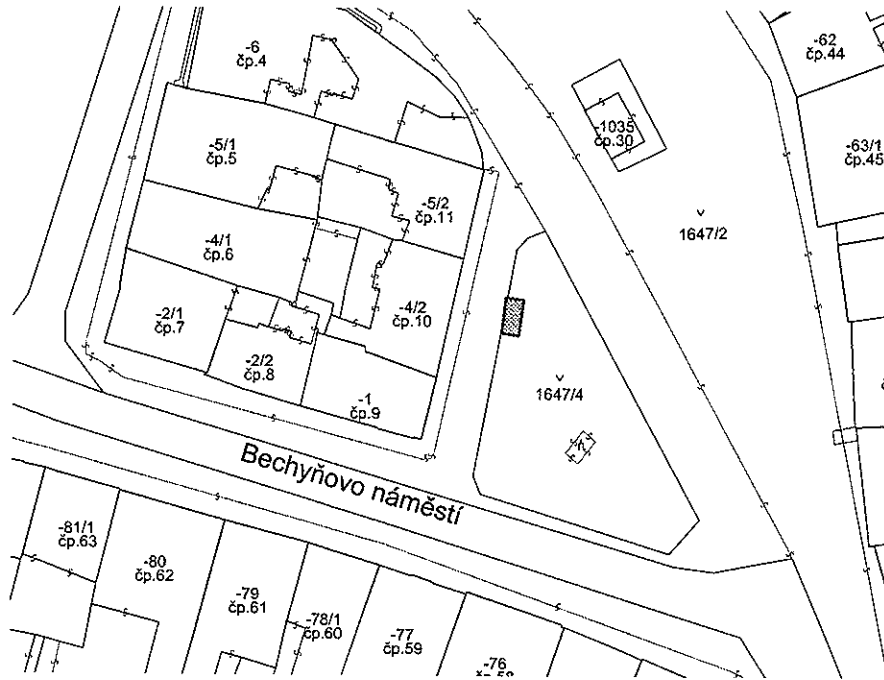 -6
čp.4
-62
čp.44
-1035
čp.30
-63/1
čp.45
-5/1
čp.5
-5/2
čp.11
1647/2
-4/1
čp.6
-4/2
čp.10
-2/1
čp.7
-2/2
čp.8
-1
čp.9
1647/4
Bechyňovo náměstí
-81/1
čp.63
-80
čp.62
-79
čp.61
-78/1
čp.60
-77
čp.59
-76
čp.58